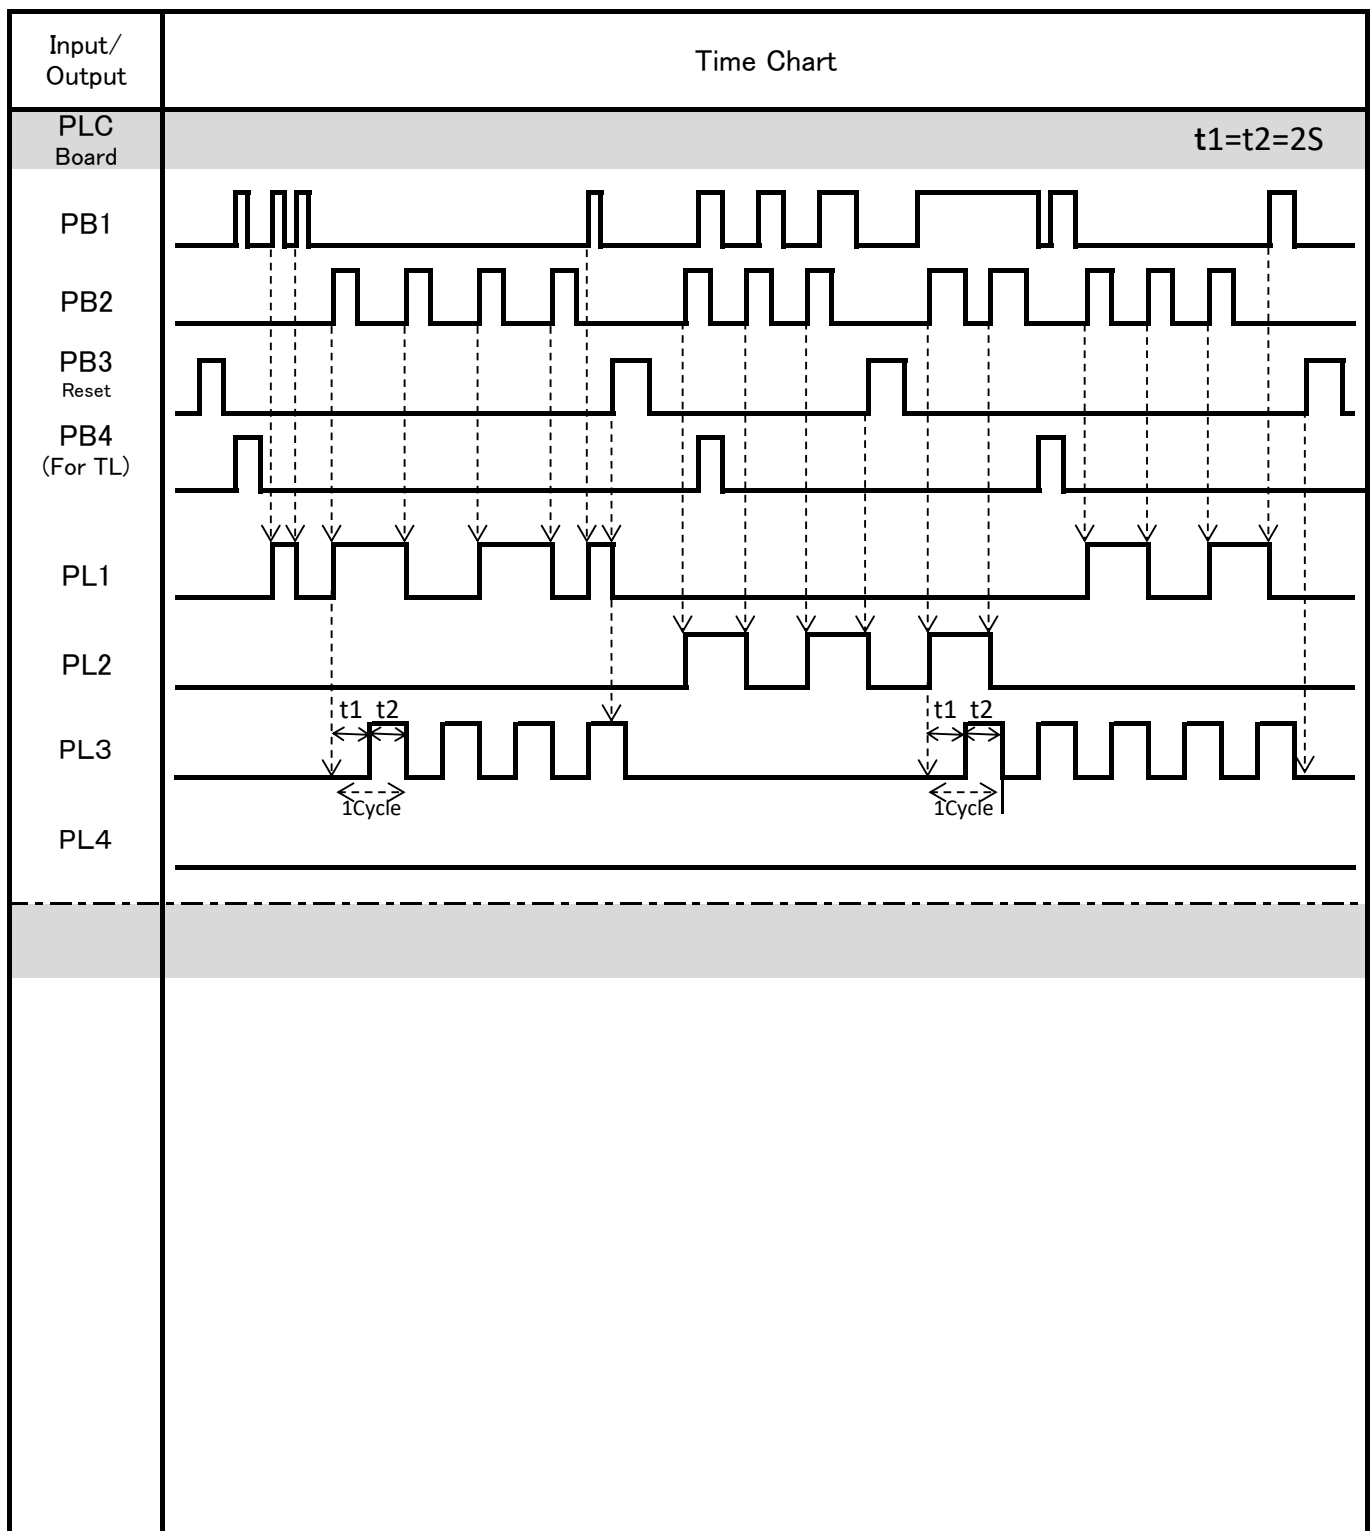 Input/
Output
Time Chart
PLC
Board
t1=t2=2S
PB1
PB2
PB3
Reset
PB4
(For TL)
PL1
PL2
t1 t2
t1 t2
PL3
1Cycle
1Cycle
PL4